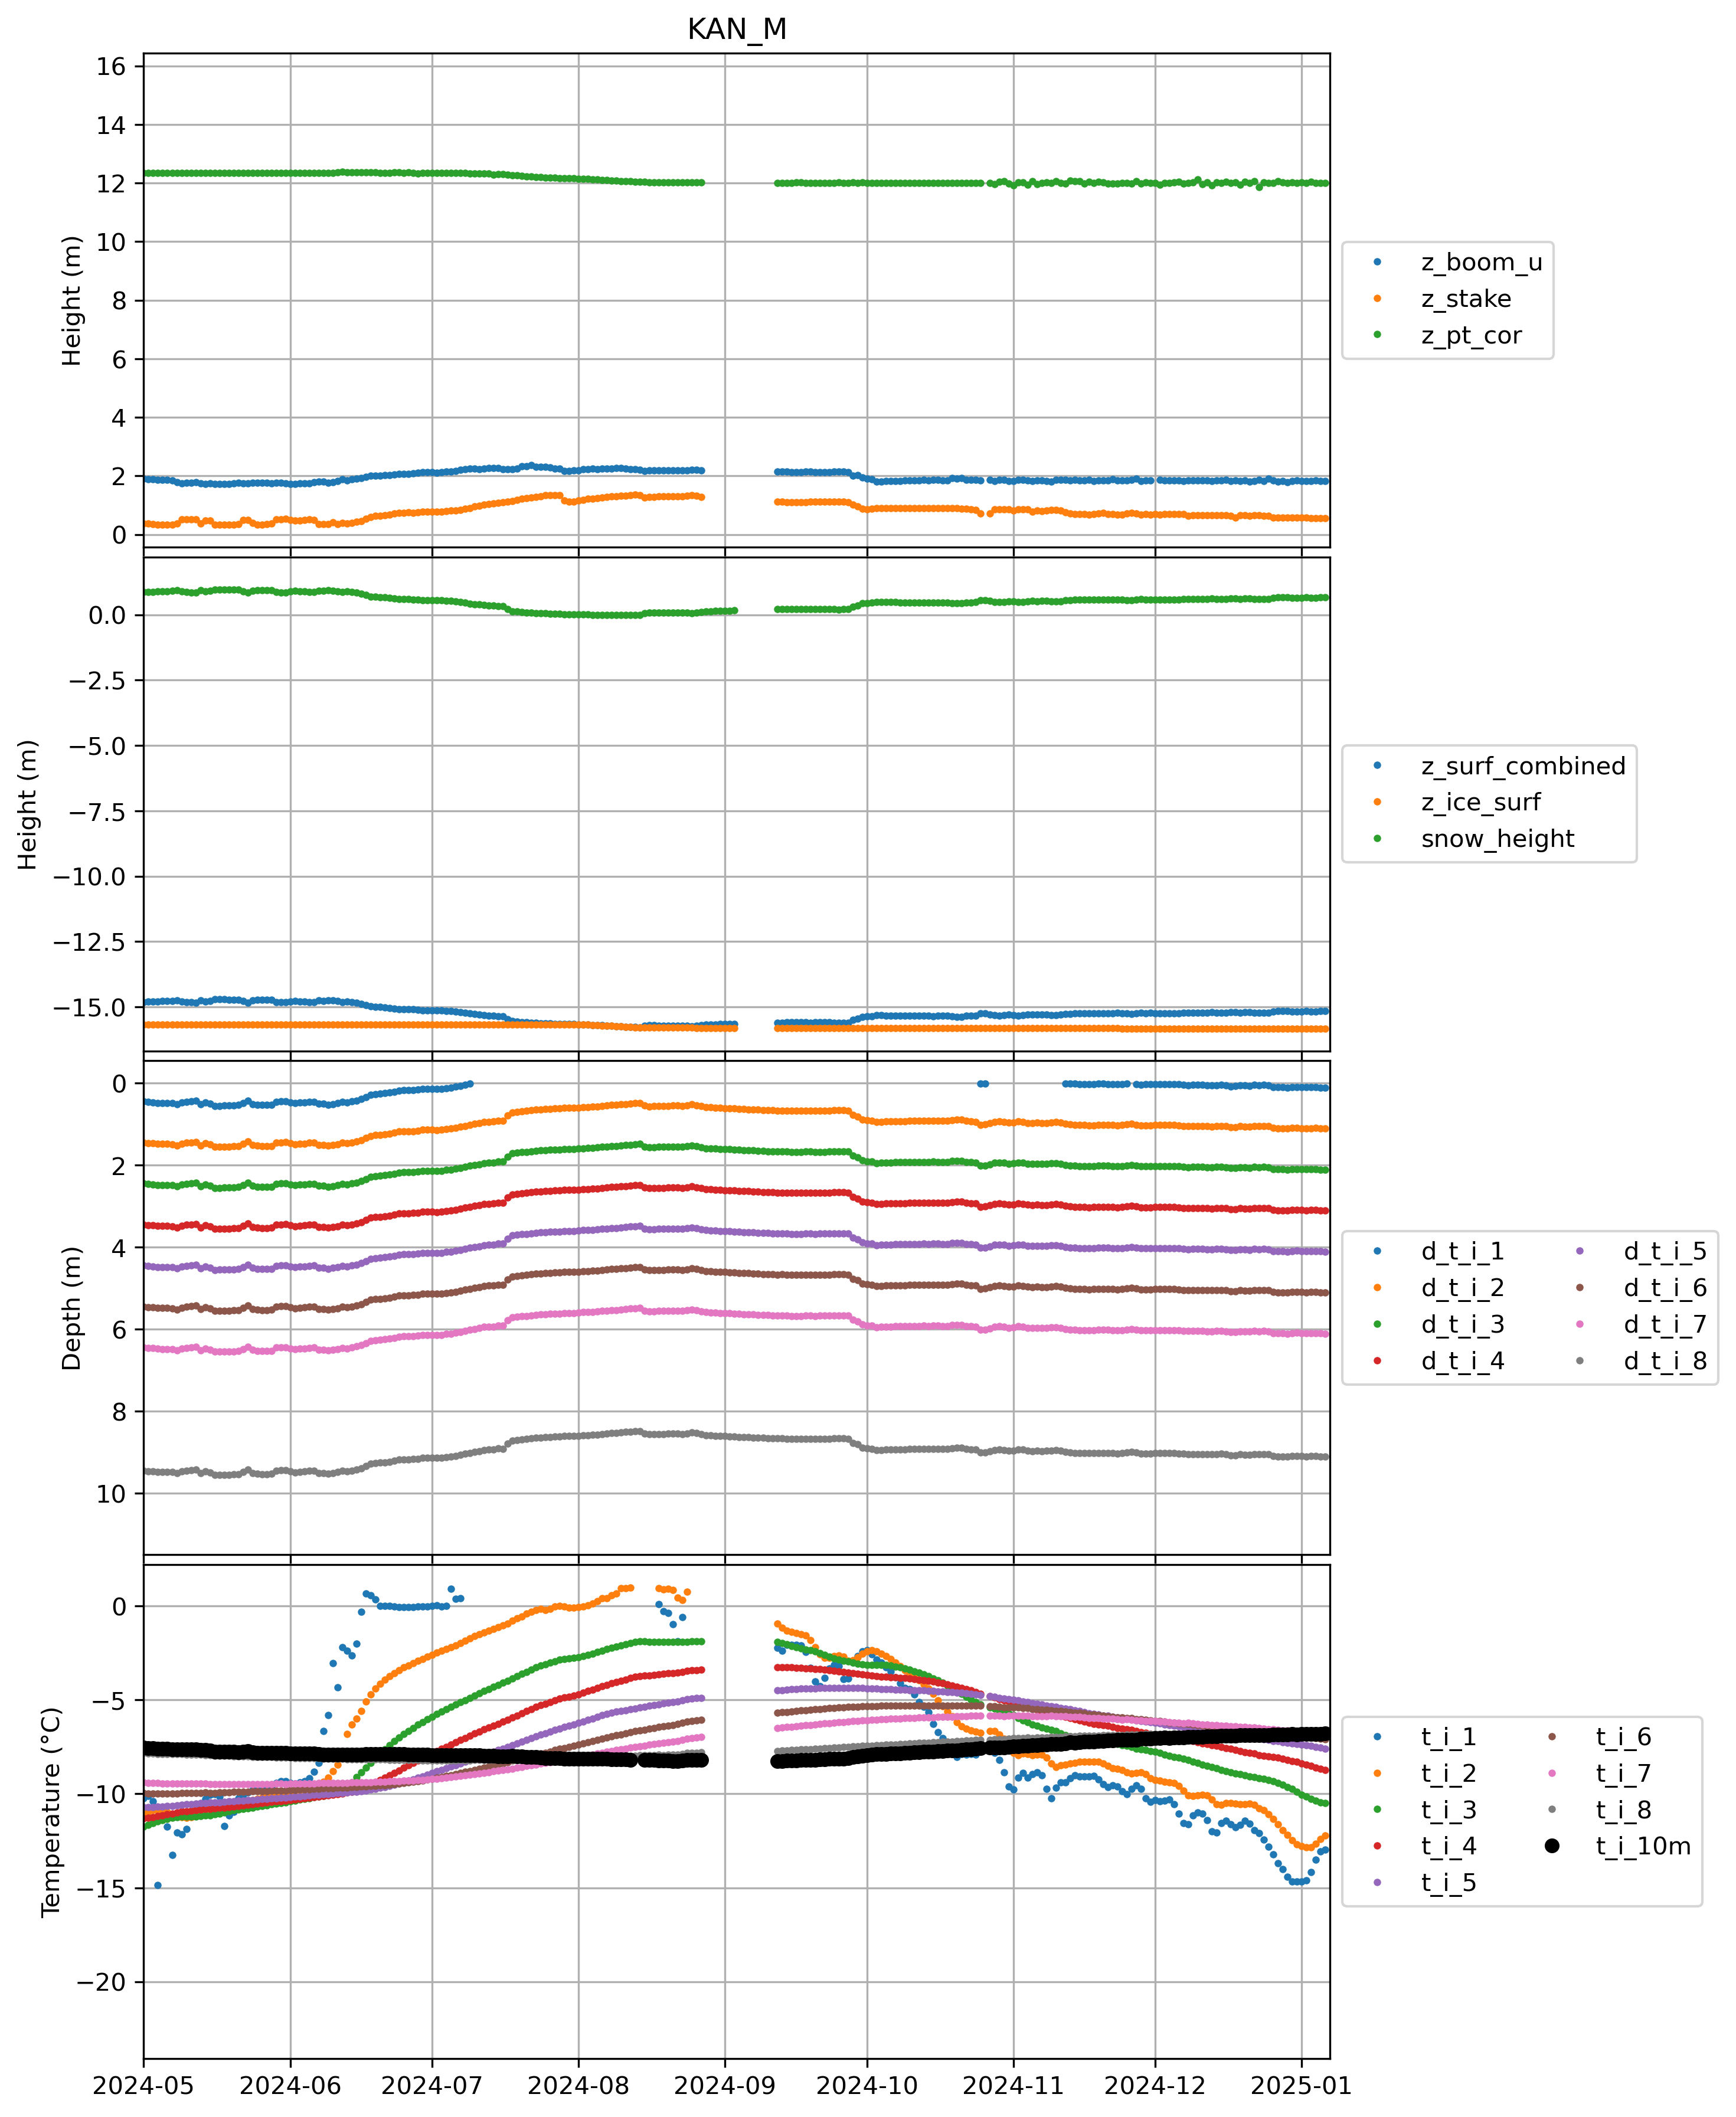 KAN_M
16
14
12
10
8
6
4
2
0
Height (m)
z_boom_u
z_stake
z_pt_cor
0.0
−2.5
−5.0
−7.5
−10.0
−12.5
−15.0
Height (m)
z_surf_combined
z_ice_surf
snow_height
0
2
4
6
8
10
Depth (m)
d_t_i_1
d_t_i_2
d_t_i_3
d_t_i_4
d_t_i_5
d_t_i_6
d_t_i_7
d_t_i_8
0
−5
−10
−15
−20
Temperature (°C)
t_i_1
t_i_2
t_i_3
t_i_4
t_i_5
t_i_6
t_i_7
t_i_8
t_i_10m
2024-05 2024-06 2024-07 2024-08 2024-09 2024-10 2024-11 2024-12 2025-01